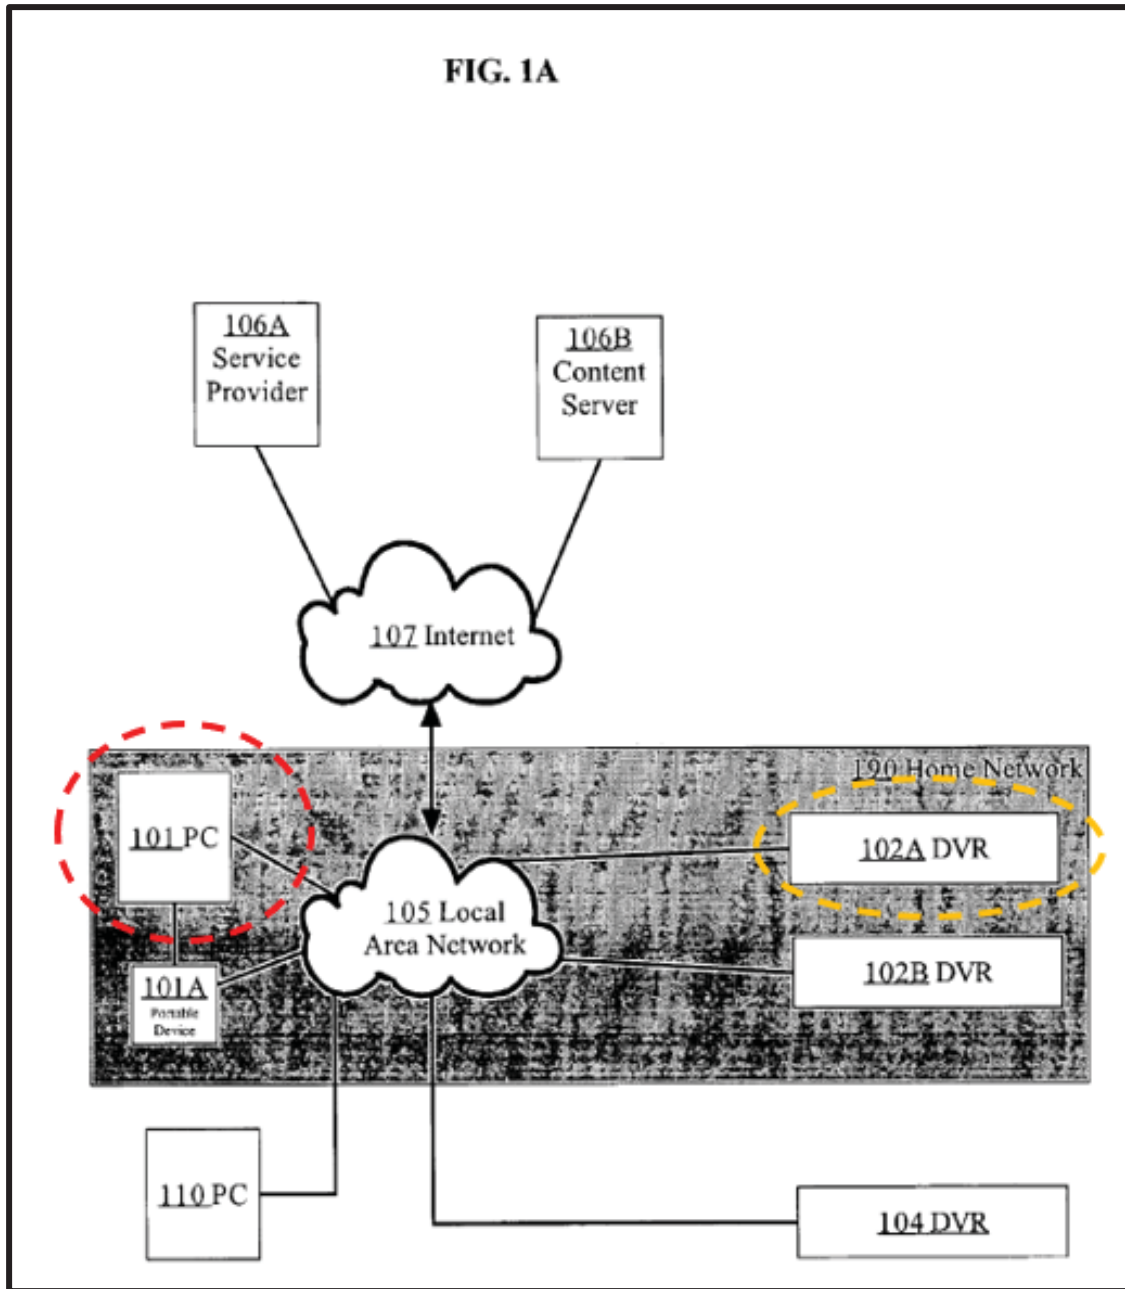 FIG. 1A
106A
Service
Provider
106B
Content
Server
107 Internet
190 Home Network
101 PC
102A DVR
105 Local
Area Network
102B DVR
101A
Portable
Device
110 PC
104 DVR